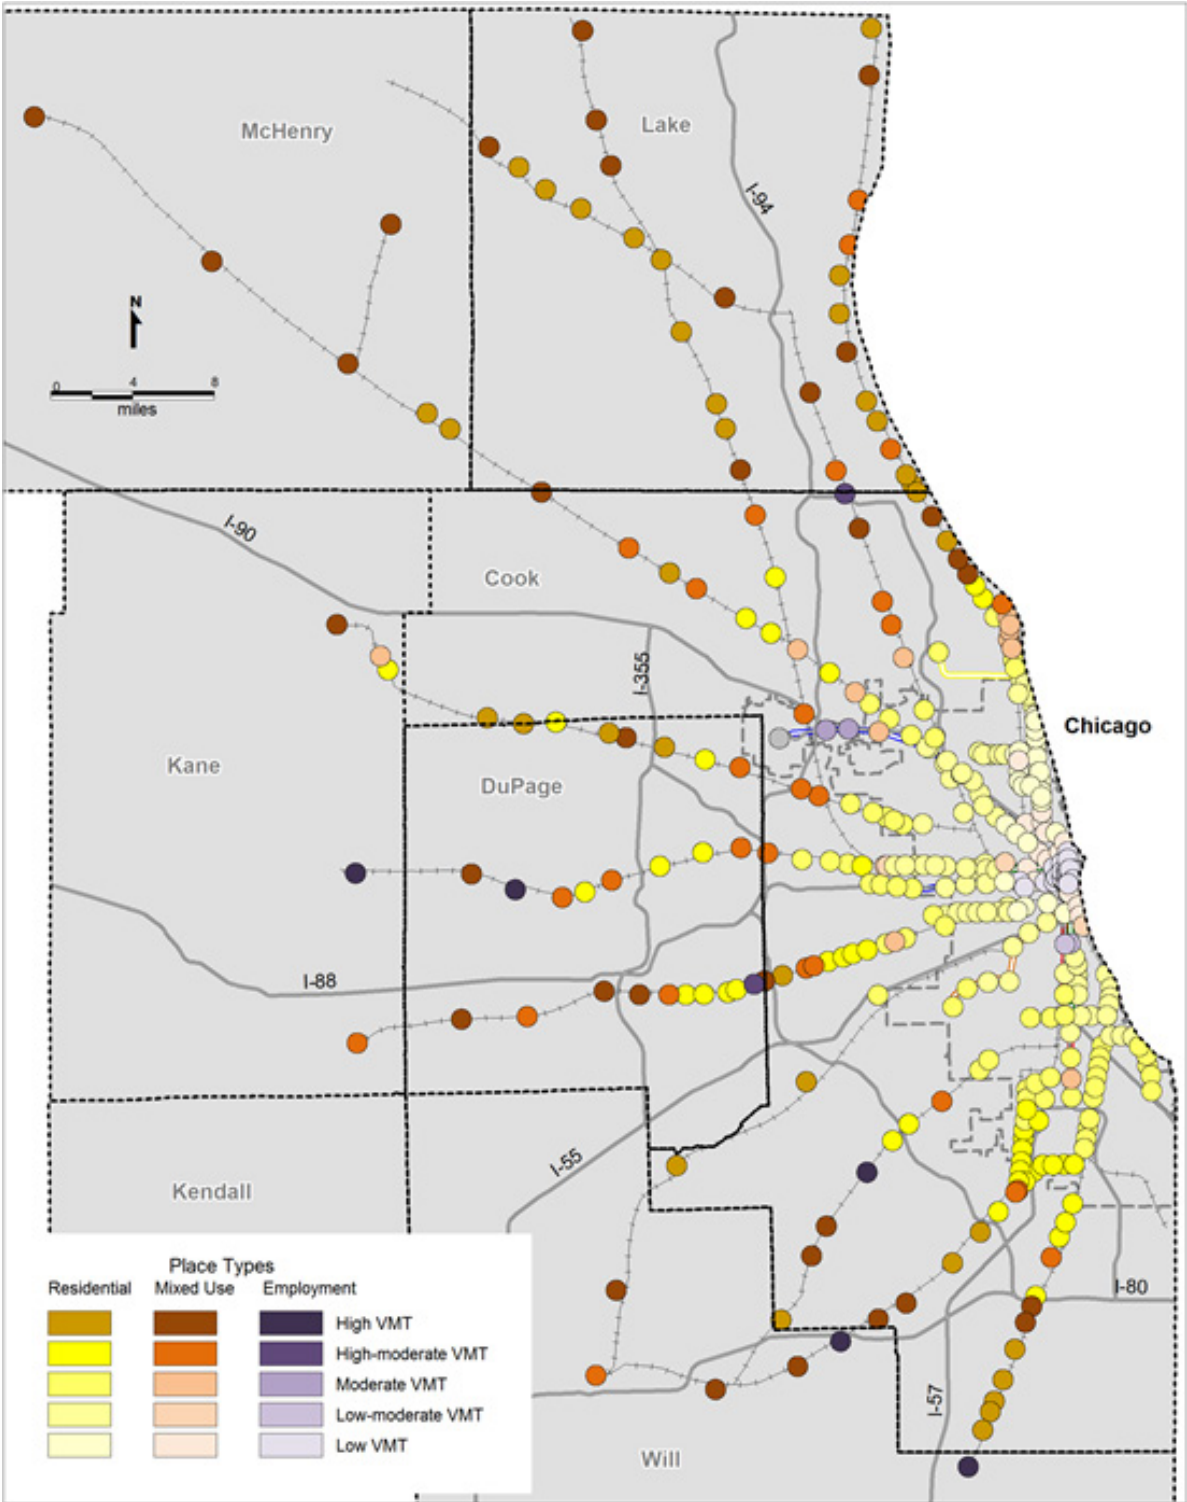 McHenry
Lake
I-94
N
0 4 8
miles
I-90
Cook
I-355
Chicago
Kane
DuPage
I-88
I-55
Kendall
Place Types
Residential Mixed Use Employment
High VMT
High-moderate VMT
Moderate VMT
Low-moderate VMT
Low VMT
I-80
I-57
Will